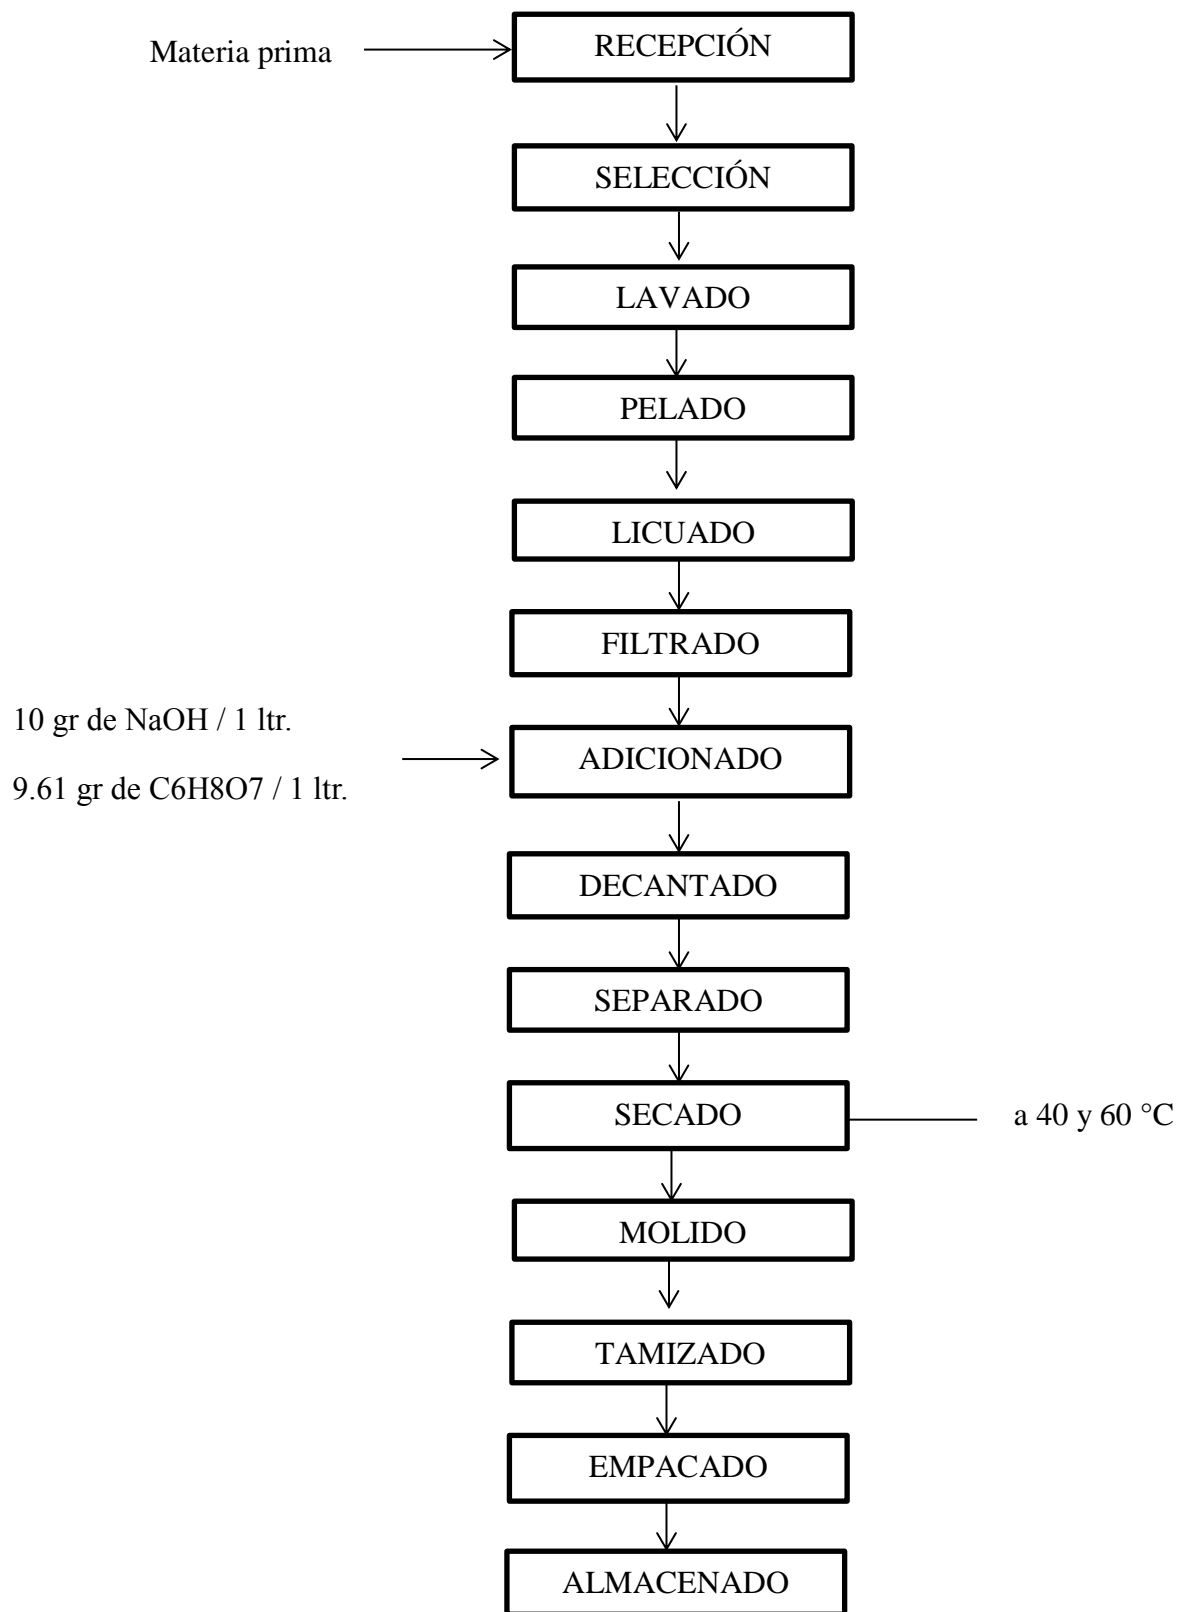 Materia prima
RECEPCIÓN
SELECCIÓN
LAVADO
PELADO
LICUADO
FILTRADO
10 gr de NaOH / 1 ltr.
9.61 gr de C6H8O7 / 1 ltr.
ADICIONADO
DECANTADO
SEPARADO
SECADO
a 40 y 60 °C
MOLIDO
TAMIZADO
EMPACADO
ALMACENADO